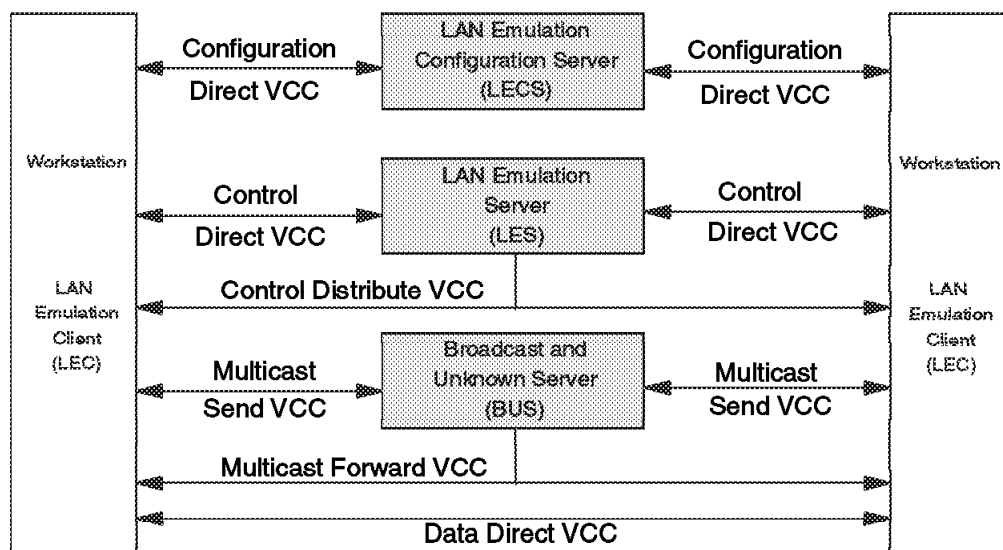 LAN Emulation
Configuration Server
(LECS)
Configuration
Direct VCC
Configuration
Direct VCC
Workstation
Workstation
LAN Emulation
Server
(LES)
Control
Direct VCC
Control
Direct VCC
Control Distribute VCC
LAN
Emulation
Client
(LEC)
LAN
Emulation
Client
(LEC)
Broadcast and
Unknown Server
(BUS)
Multicast
Send VCC
Multicast
Send VCC
Multicast Forward VCC
Data Direct VCC